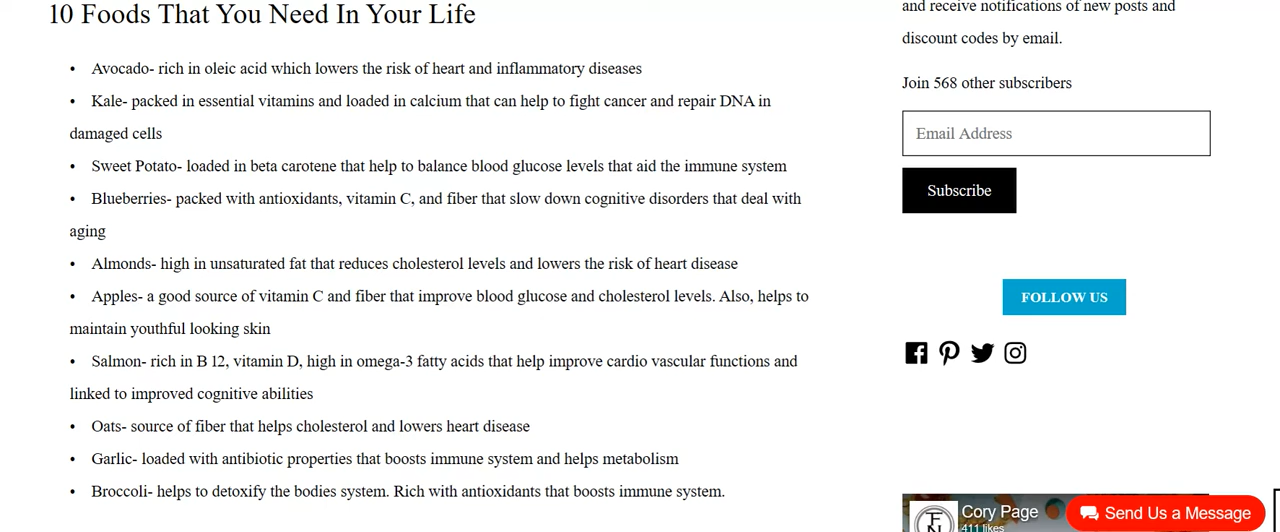 10 Foods That You Need In Your Life
• Avocado- rich in oleic acid which lowers the risk of heart and inflammatory diseases
• Kale- packed in essential vitamins and loaded in calcium that can help to fight cancer and repair DNA in
damaged cells
• Sweet Potato- loaded in beta carotene that help to balance blood glucose levels that aid the immune system
• Blueberries- packed with antioxidants, vitamin C, and fiber that slow down cognitive disorders that deal with
aging
• Almonds- high in unsaturated fat that reduces cholesterol levels and lowers the risk of heart disease
• Apples- a good source of vitamin C and fiber that improve blood glucose and cholesterol levels. Also, helps to
maintain youthful looking skin
• Salmon- rich in B 12, vitamin D, high in omega-3 fatty acids that help improve cardio vascular functions and
linked to improved cognitive abilities
• Oats- source of fiber that helps cholesterol and lowers heart disease
• Garlic- loaded with antibiotic properties that boosts immune system and helps metabolism
• Broccoli- helps to detoxify the bodies system. Rich with antioxidants that boosts immune system.
and receive notifications of new posts and
discount codes by email.
Join 568 other subscribers
Email Address
Subscribe
FOLLOW US
Cory Page
411 likes
Send Us a Message